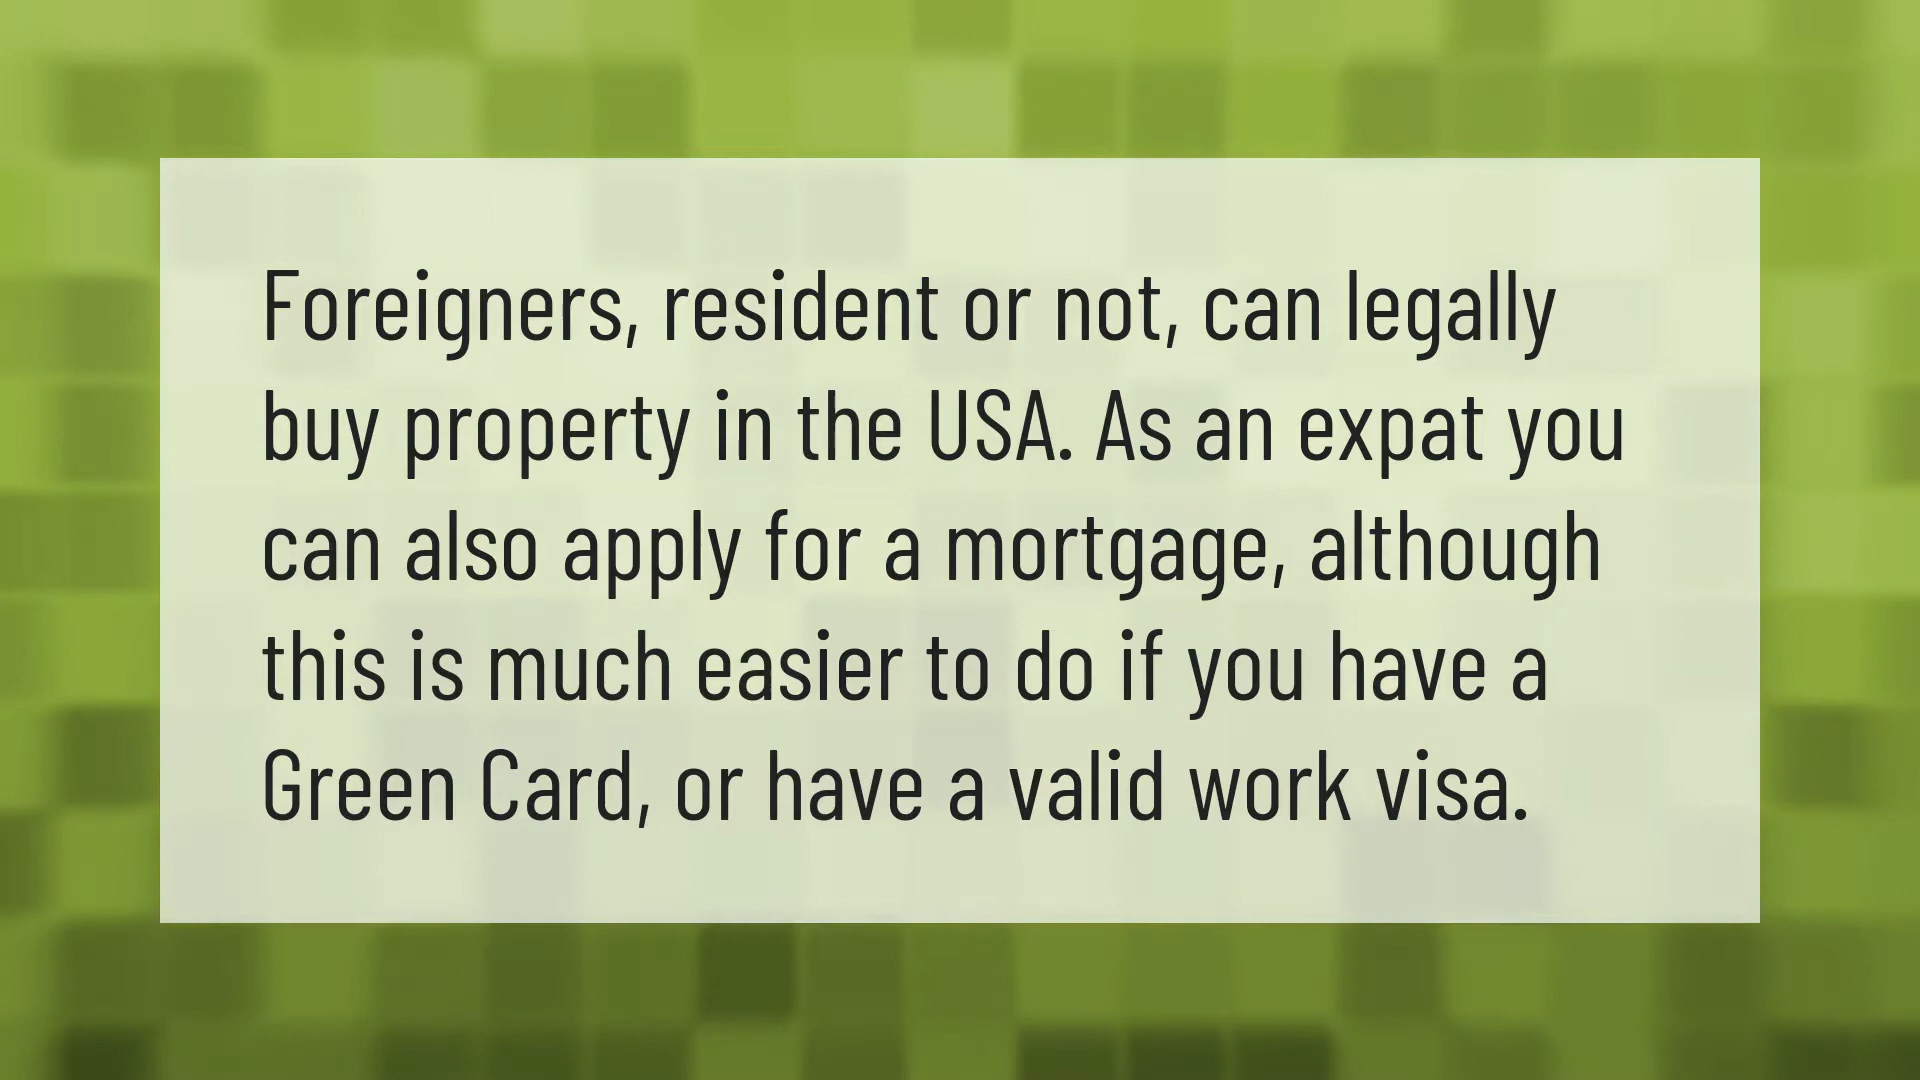 Foreigners, resident or not, can legally
buy property in the USA. As an expat you
can also apply for a mortgage, although
this is much easier to do if you have a
Green Card, or have a valid work visa.